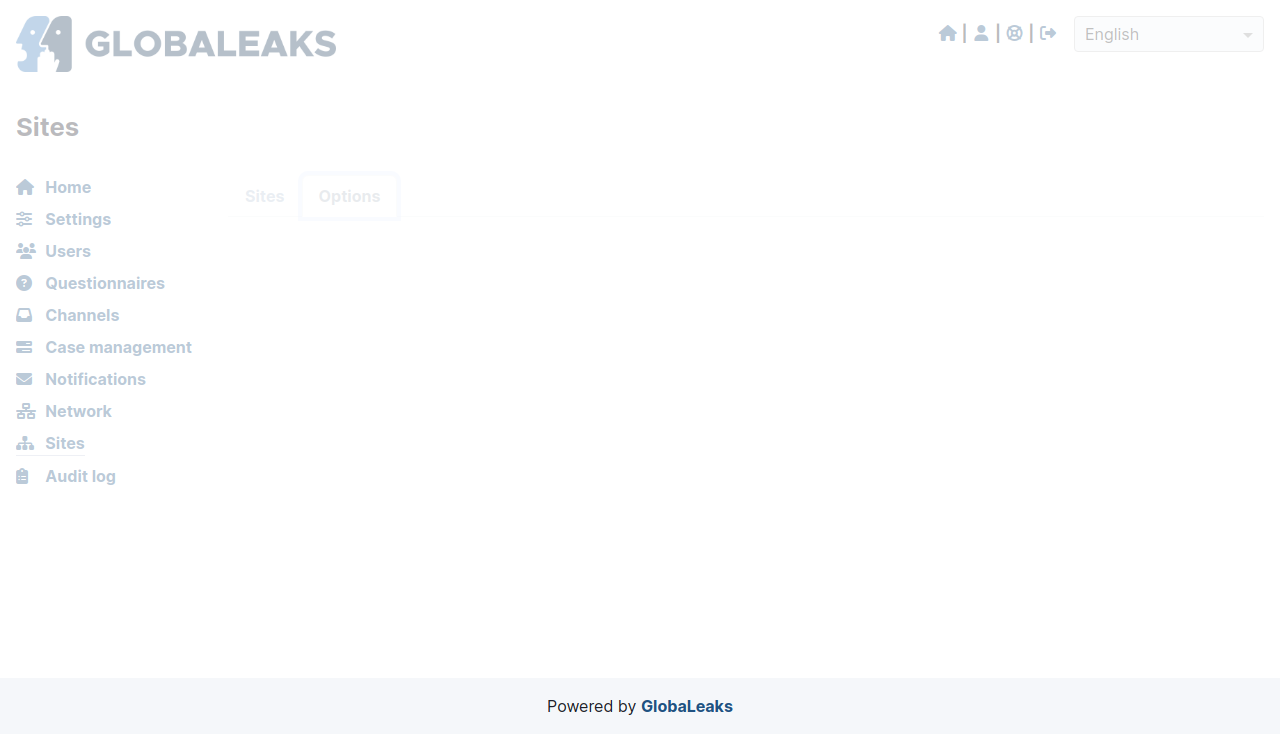 GLOBALEAKS
English
Sites
Home
Settings
Users
Questionnaires
Channels
Case management
Notifications
Network
Sites
Audit log
Sites
Options
Powered by GlobaLeaks